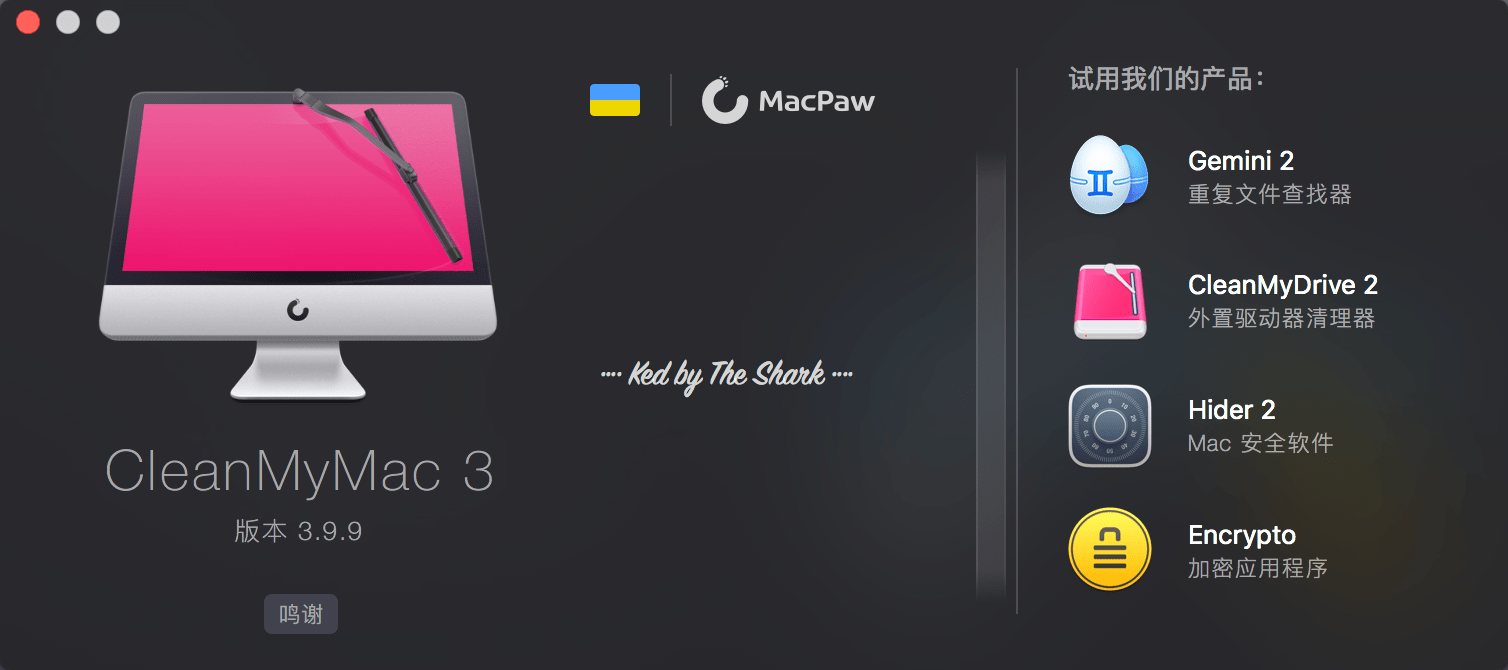 MacPaw
···· Ked by The Shark ····
CleanMyMac 3
版本 3.9.9
鸣谢
试用我们的产品：
Gemini 2
重复文件查找器
CleanMyDrive 2
外置驱动器清理器
Hider 2
Mac 安全软件
Encrypto
加密应用程序